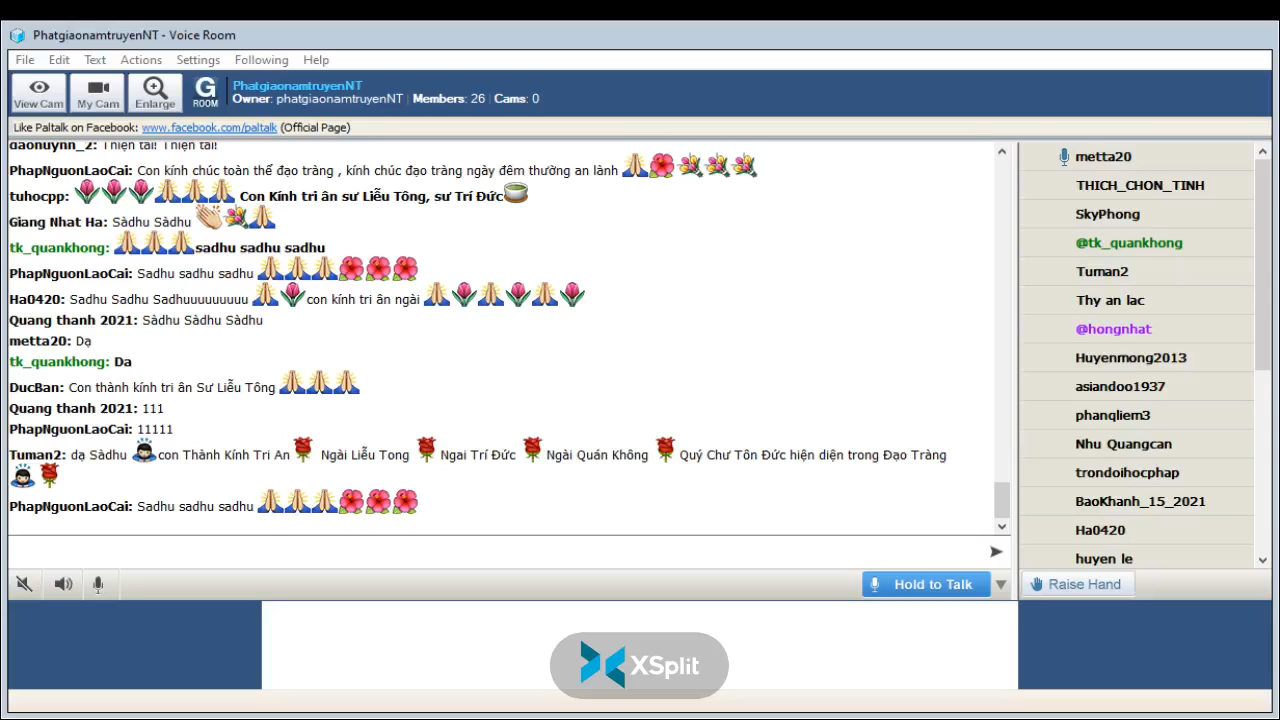 PhatgiaonamtruyenNT - Voice Room
File Edit Text Actions Settings Following Help
View Cam My Cam Enlarge G ROOM
PhatgiaonamtruyenNT
Owner: phatgiaonamtruyenNT Members: 26 Cams: 0
Like Paltalk on Facebook: www.facebook.com/paltalk (Official Page)
daohuynh_2: Thiện tai! Thiện tai!
PhapNguonLaoCai: Con kính chúc toàn thể đạo tràng , kính chúc đạo tràng ngày đêm thường an lành
tuhocpp: Con Kính tri ân sư Liễu Tông, sư Trí Đức
Giang Nhat Ha: Sàdhu Sàdhu
tk_quankhong: sadhu sadhu sadhu
PhapNguonLaoCai: Sadhu sadhu sadhu
Ha0420: Sadhu Sadhu Sadhuuuuuuuuu con kính tri ân ngài
Quang thanh 2021: Sàdhu Sàdhu Sàdhu
metta20: Dạ
tk_quankhong: Da
DucBan: Con thành kính tri ân Sư Liễu Tông
Quang thanh 2021: 111
PhapNguonLaoCai: 11111
Tuman2: dạ Sàdhu con Thành Kính Tri An Ngài Liễu Tong Ngai Trí Đức Ngài Quán Không Quý Chư Tôn Đức hiện diện trong Đạo Tràng
PhapNguonLaoCai: Sadhu sadhu sadhu
metta20
THICH_CHON_TINH
SkyPhong
@tk_quankhong
Tuman2
Thy an lac
@hongnhat
Huyenmong2013
asiandoo1937
phanqliem3
Nhu Quangcan
trondoihocphap
BaoKhanh_15_2021
Ha0420
huyen le
Hold to Talk
Raise Hand
XSplit